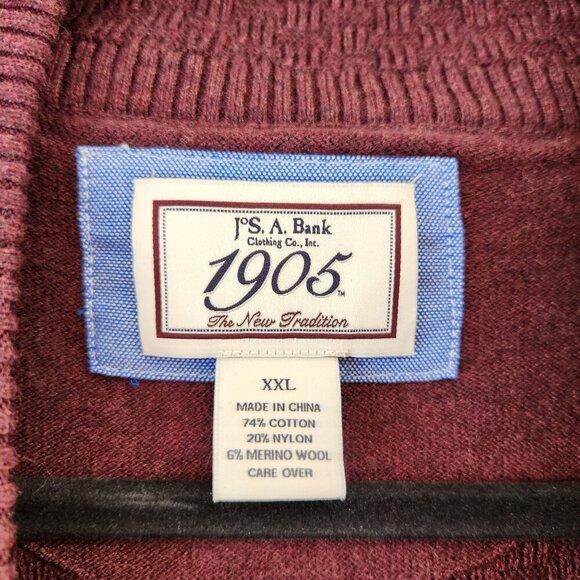 JoS. A. Bank
Clothing Co., Inc.
1905™
The New Tradition
XXL
MADE IN CHINA
74% COTTON
20% NYLON
6% MERINO WOOL
CARE OVER